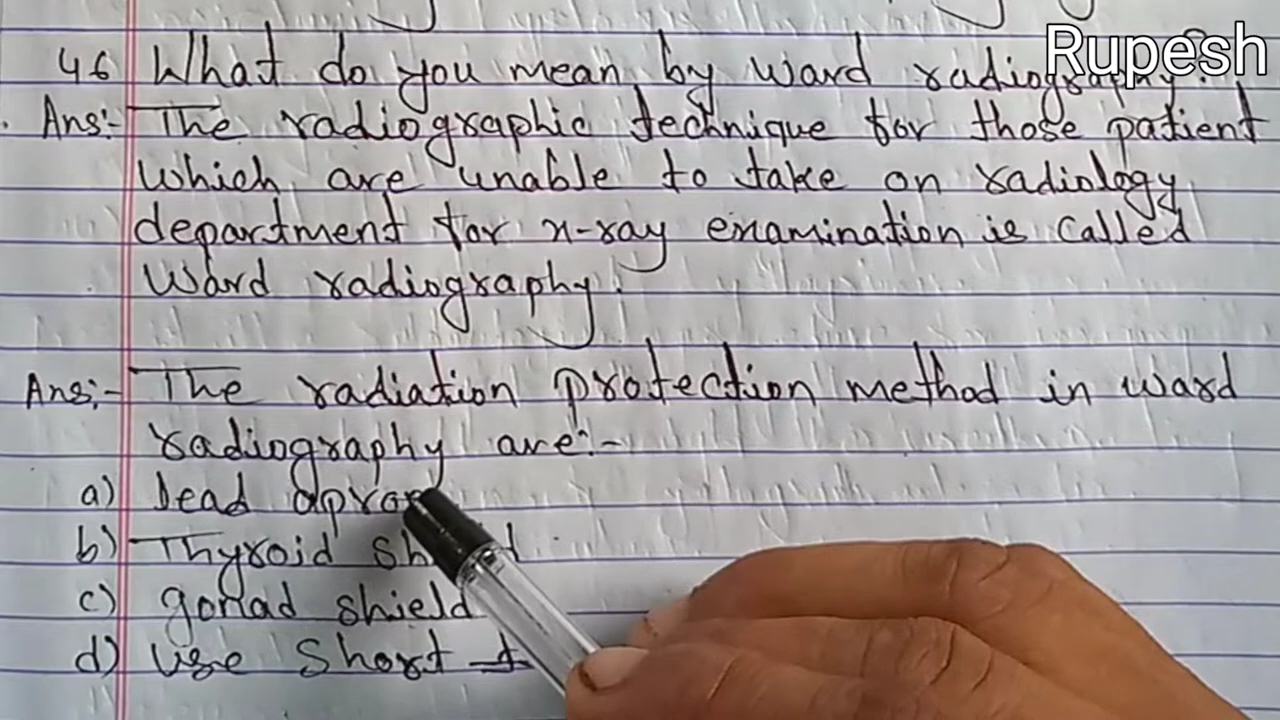 Rupesh
46 What do you mean by ward radiography?
Ans:- The radiographic technique for those patient
which are unable to take on radiology
department for x-ray examination is called
ward radiography.
Ans:- The radiation protection method in ward
radiography are:-
a) lead apron
b) Thyroid
c) gonad shield
d) Use Short